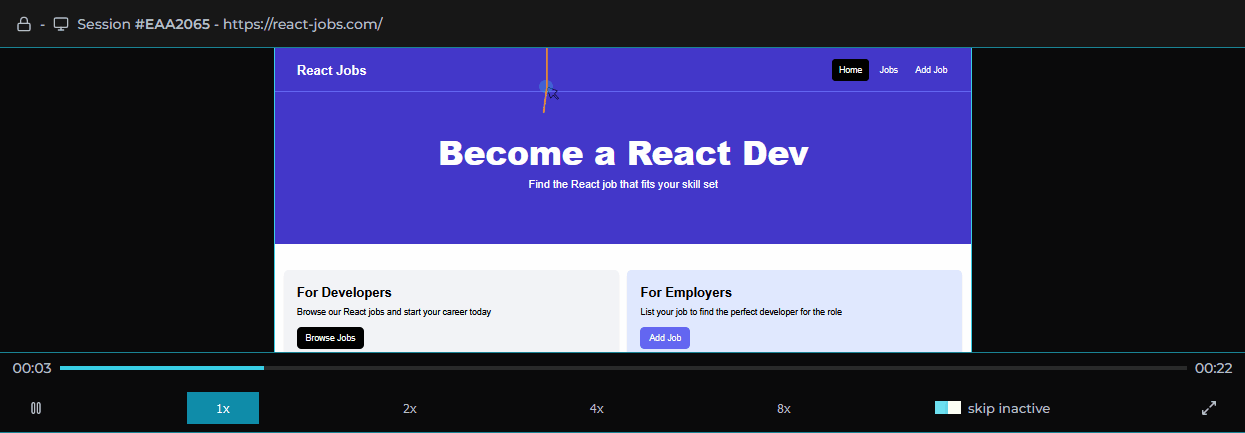 - Session #EAA2065 - https://react-jobs.com/
React Jobs
Home Jobs Add Job
Become a React Dev
Find the React job that fits your skill set
For Developers
Browse our React jobs and start your career today
Browse Jobs
For Employers
List your job to find the perfect developer for the role
Add Job
00:03 00:22
1x 2x 4x 8x skip inactive